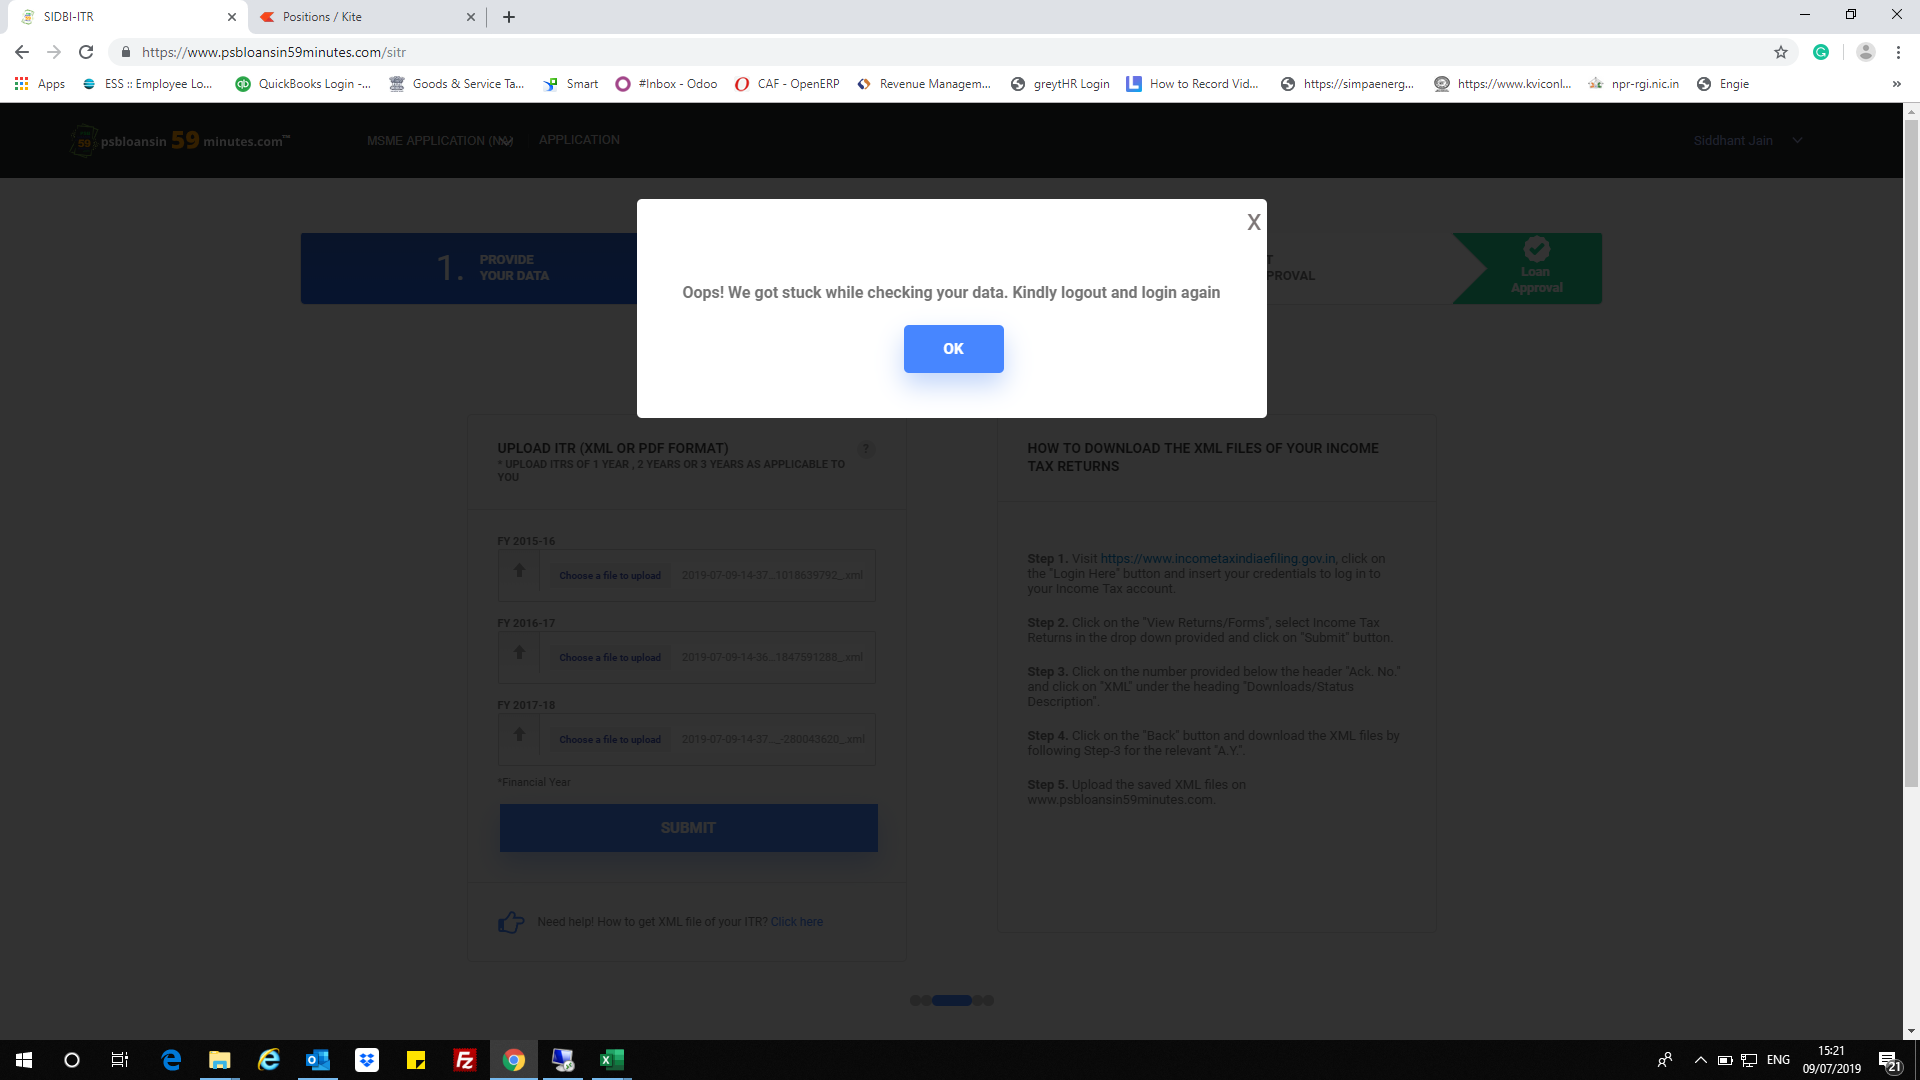 SIDBI-ITR
Positions / Kite
https://www.psbloansin59minutes.com/sitr
Apps
ESS :: Employee Lo...
QuickBooks Login -...
Goods & Service Ta...
Smart
#Inbox - Odoo
CAF - OpenERP
Revenue Managem...
greytHR Login
How to Record Vid...
https://simpaenerg...
https://www.kviconl...
npr-rgi.nic.in
Engie
»
59 psbloansin 59 minutes.com™
MSME APPLICATION
APPLICATION
Siddhant Jain
X
1. PROVIDE
YOUR DATA
PROVAL
Loan
Approval
Oops! We got stuck while checking your data. Kindly logout and login again
OK
UPLOAD ITR (XML OR PDF FORMAT)
?
* UPLOAD ITRS OF 1 YEAR , 2 YEARS OR 3 YEARS AS APPLICABLE TO
YOU
FY 2015-16
Choose a file to upload 2019-07-09-14-37...1018639792_.xml
FY 2016-17
Choose a file to upload 2019-07-09-14-36...1847591288_.xml
FY 2017-18
Choose a file to upload 2019-07-09-14-37..._-280043620_.xml
*Financial Year
SUBMIT
Need help! How to get XML file of your ITR? Click here
HOW TO DOWNLOAD THE XML FILES OF YOUR INCOME
TAX RETURNS
Step 1. Visit https://www.incometaxindiaefiling.gov.in, click on
the "Login Here" button and insert your credentials to log in to
your Income Tax account.
Step 2. Click on the "View Returns/Forms", select Income Tax
Returns in the drop down provided and click on "Submit" button.
Step 3. Click on the number provided below the header "Ack. No."
and click on "XML" under the heading "Downloads/Status
Description".
Step 4. Click on the "Back" button and download the XML files by
following Step-3 for the relevant "A.Y.".
Step 5. Upload the saved XML files on
www.psbloansin59minutes.com.
ENG
15:21
09/07/2019
21